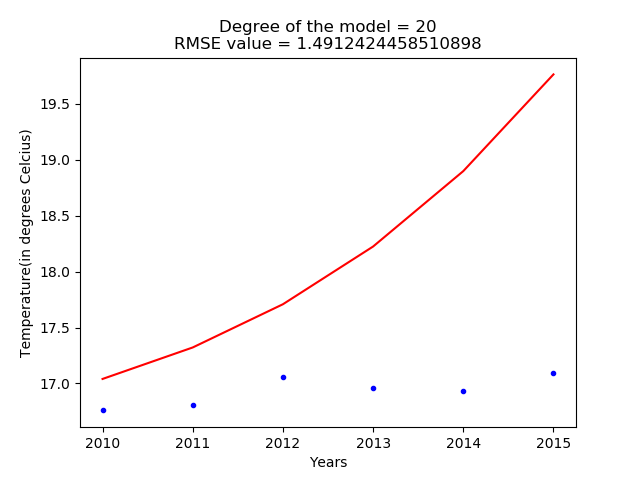 Degree of the model = 20
RMSE value = 1.4912424458510898
19.5
19.0
18.5
18.0
17.5
17.0
Temperature(in degrees Celcius)
2010 2011 2012 2013 2014 2015
Years